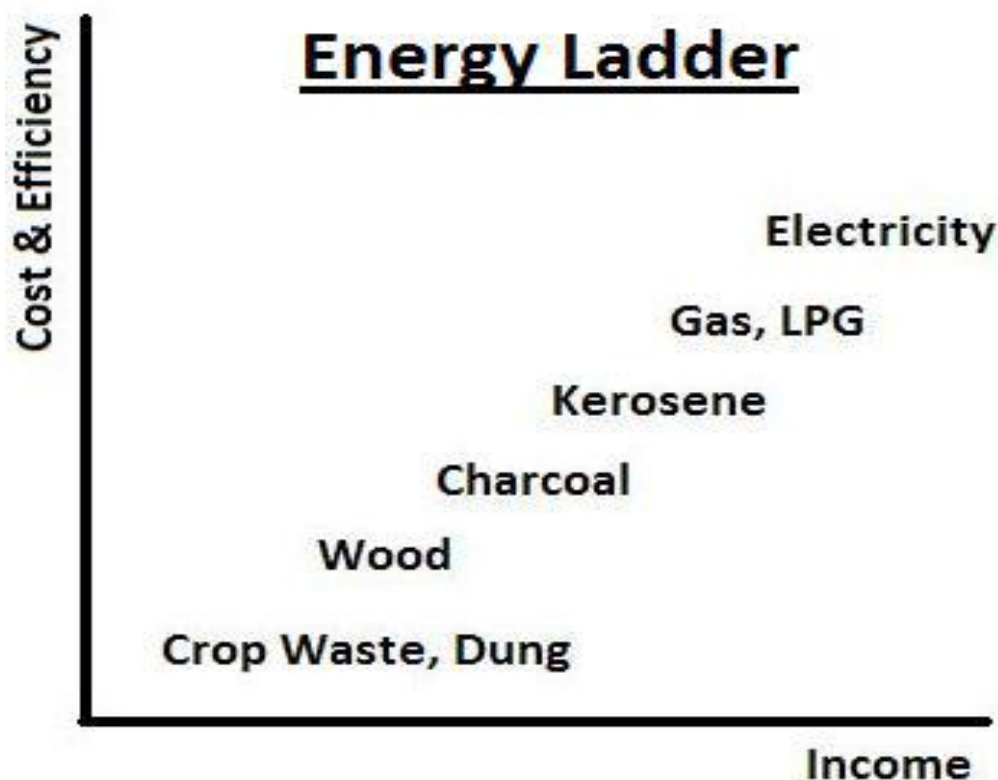 Energy Ladder
Cost & Efficiency
Electricity
Gas, LPG
Kerosene
Charcoal
Wood
Crop Waste, Dung
Income